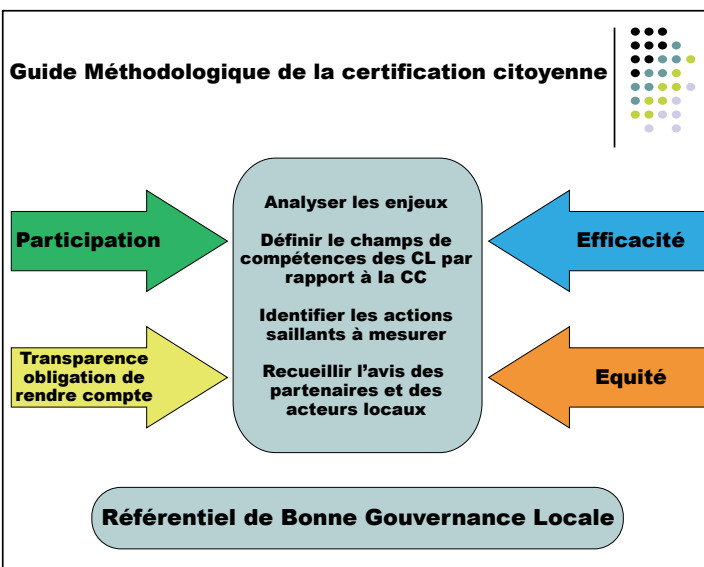 Guide Méthodologique de la certification citoyenne
Participation
Transparence
obligation de
rendre compte
Analyser les enjeux
Définir le champs de
compétences des CL par
rapport à la CC
Identifier les actions
saillants à mesurer
Recueillir l’avis des
partenaires et des
acteurs locaux
Efficacité
Equité
Référentiel de Bonne Gouvernance Locale